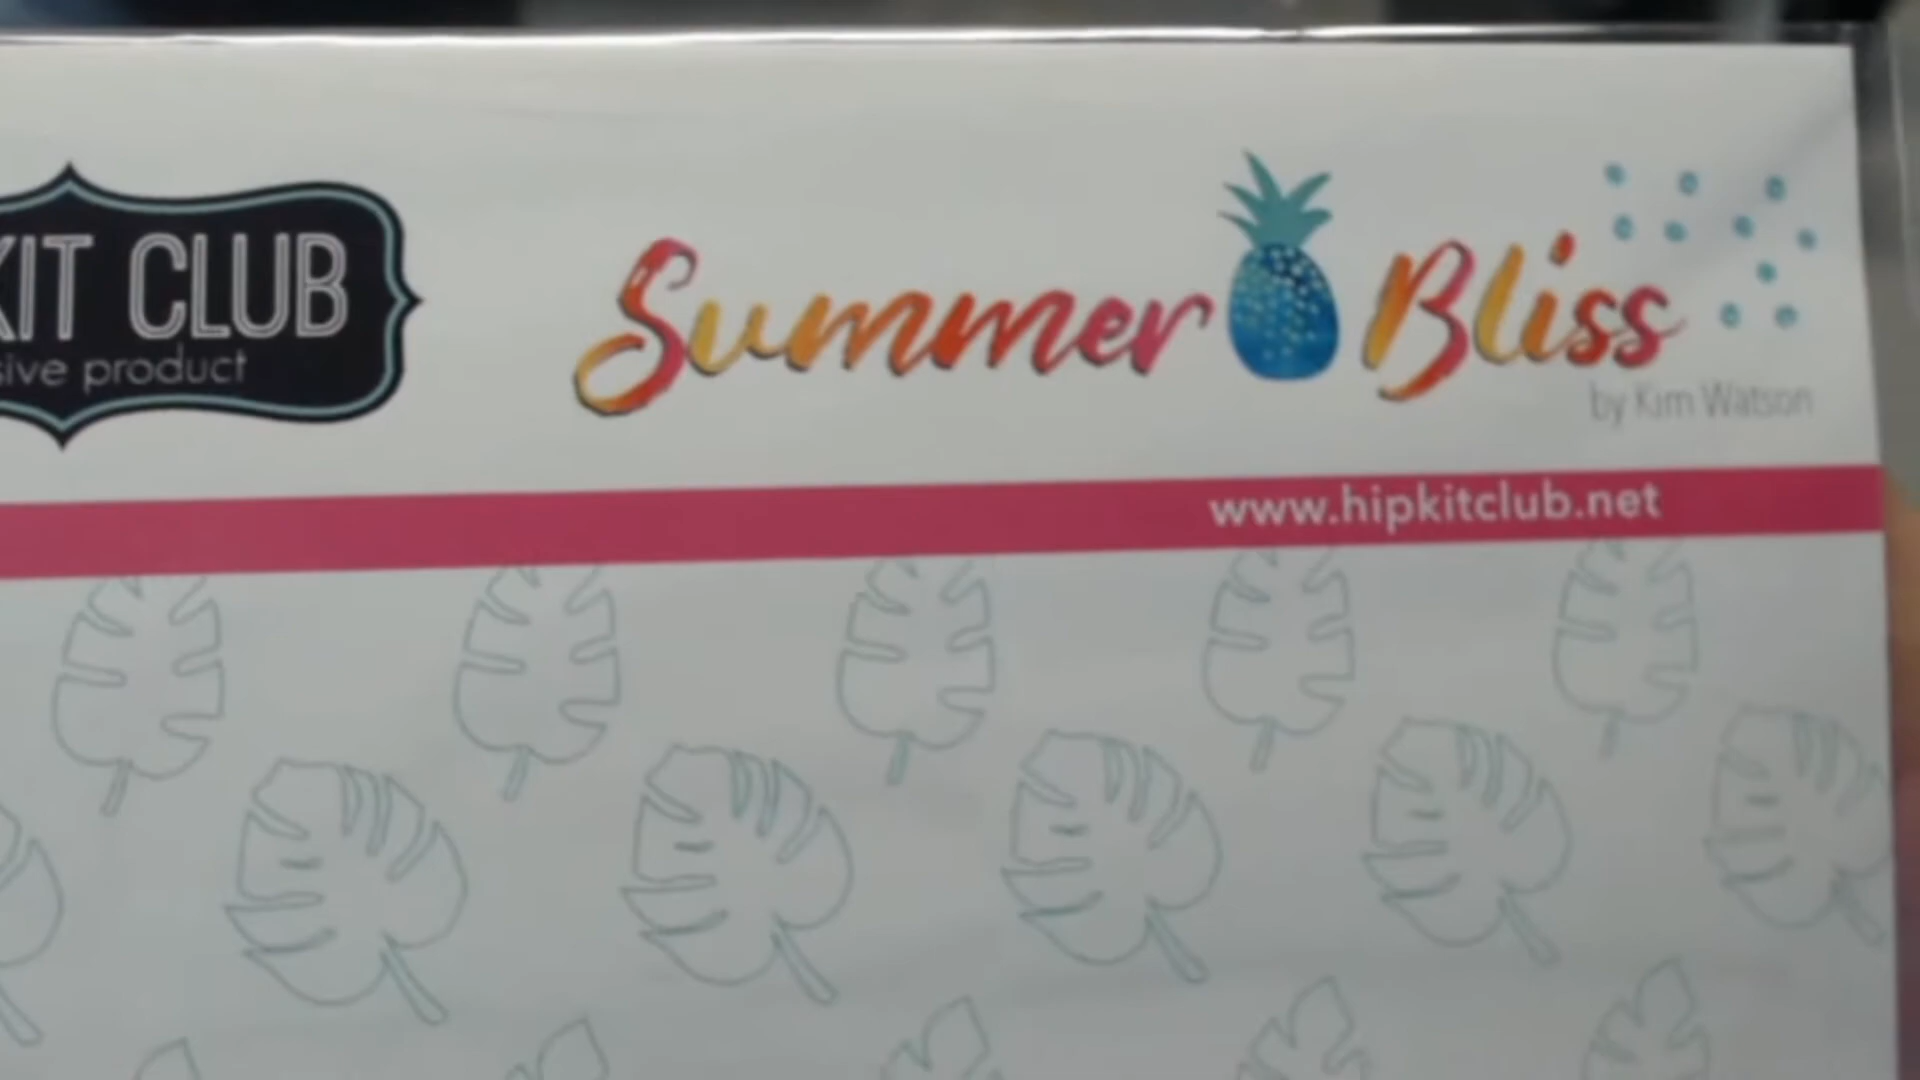 KIT CLUB
sive product
Summer Bliss
by Kim Watson
www.hipkitclub.net